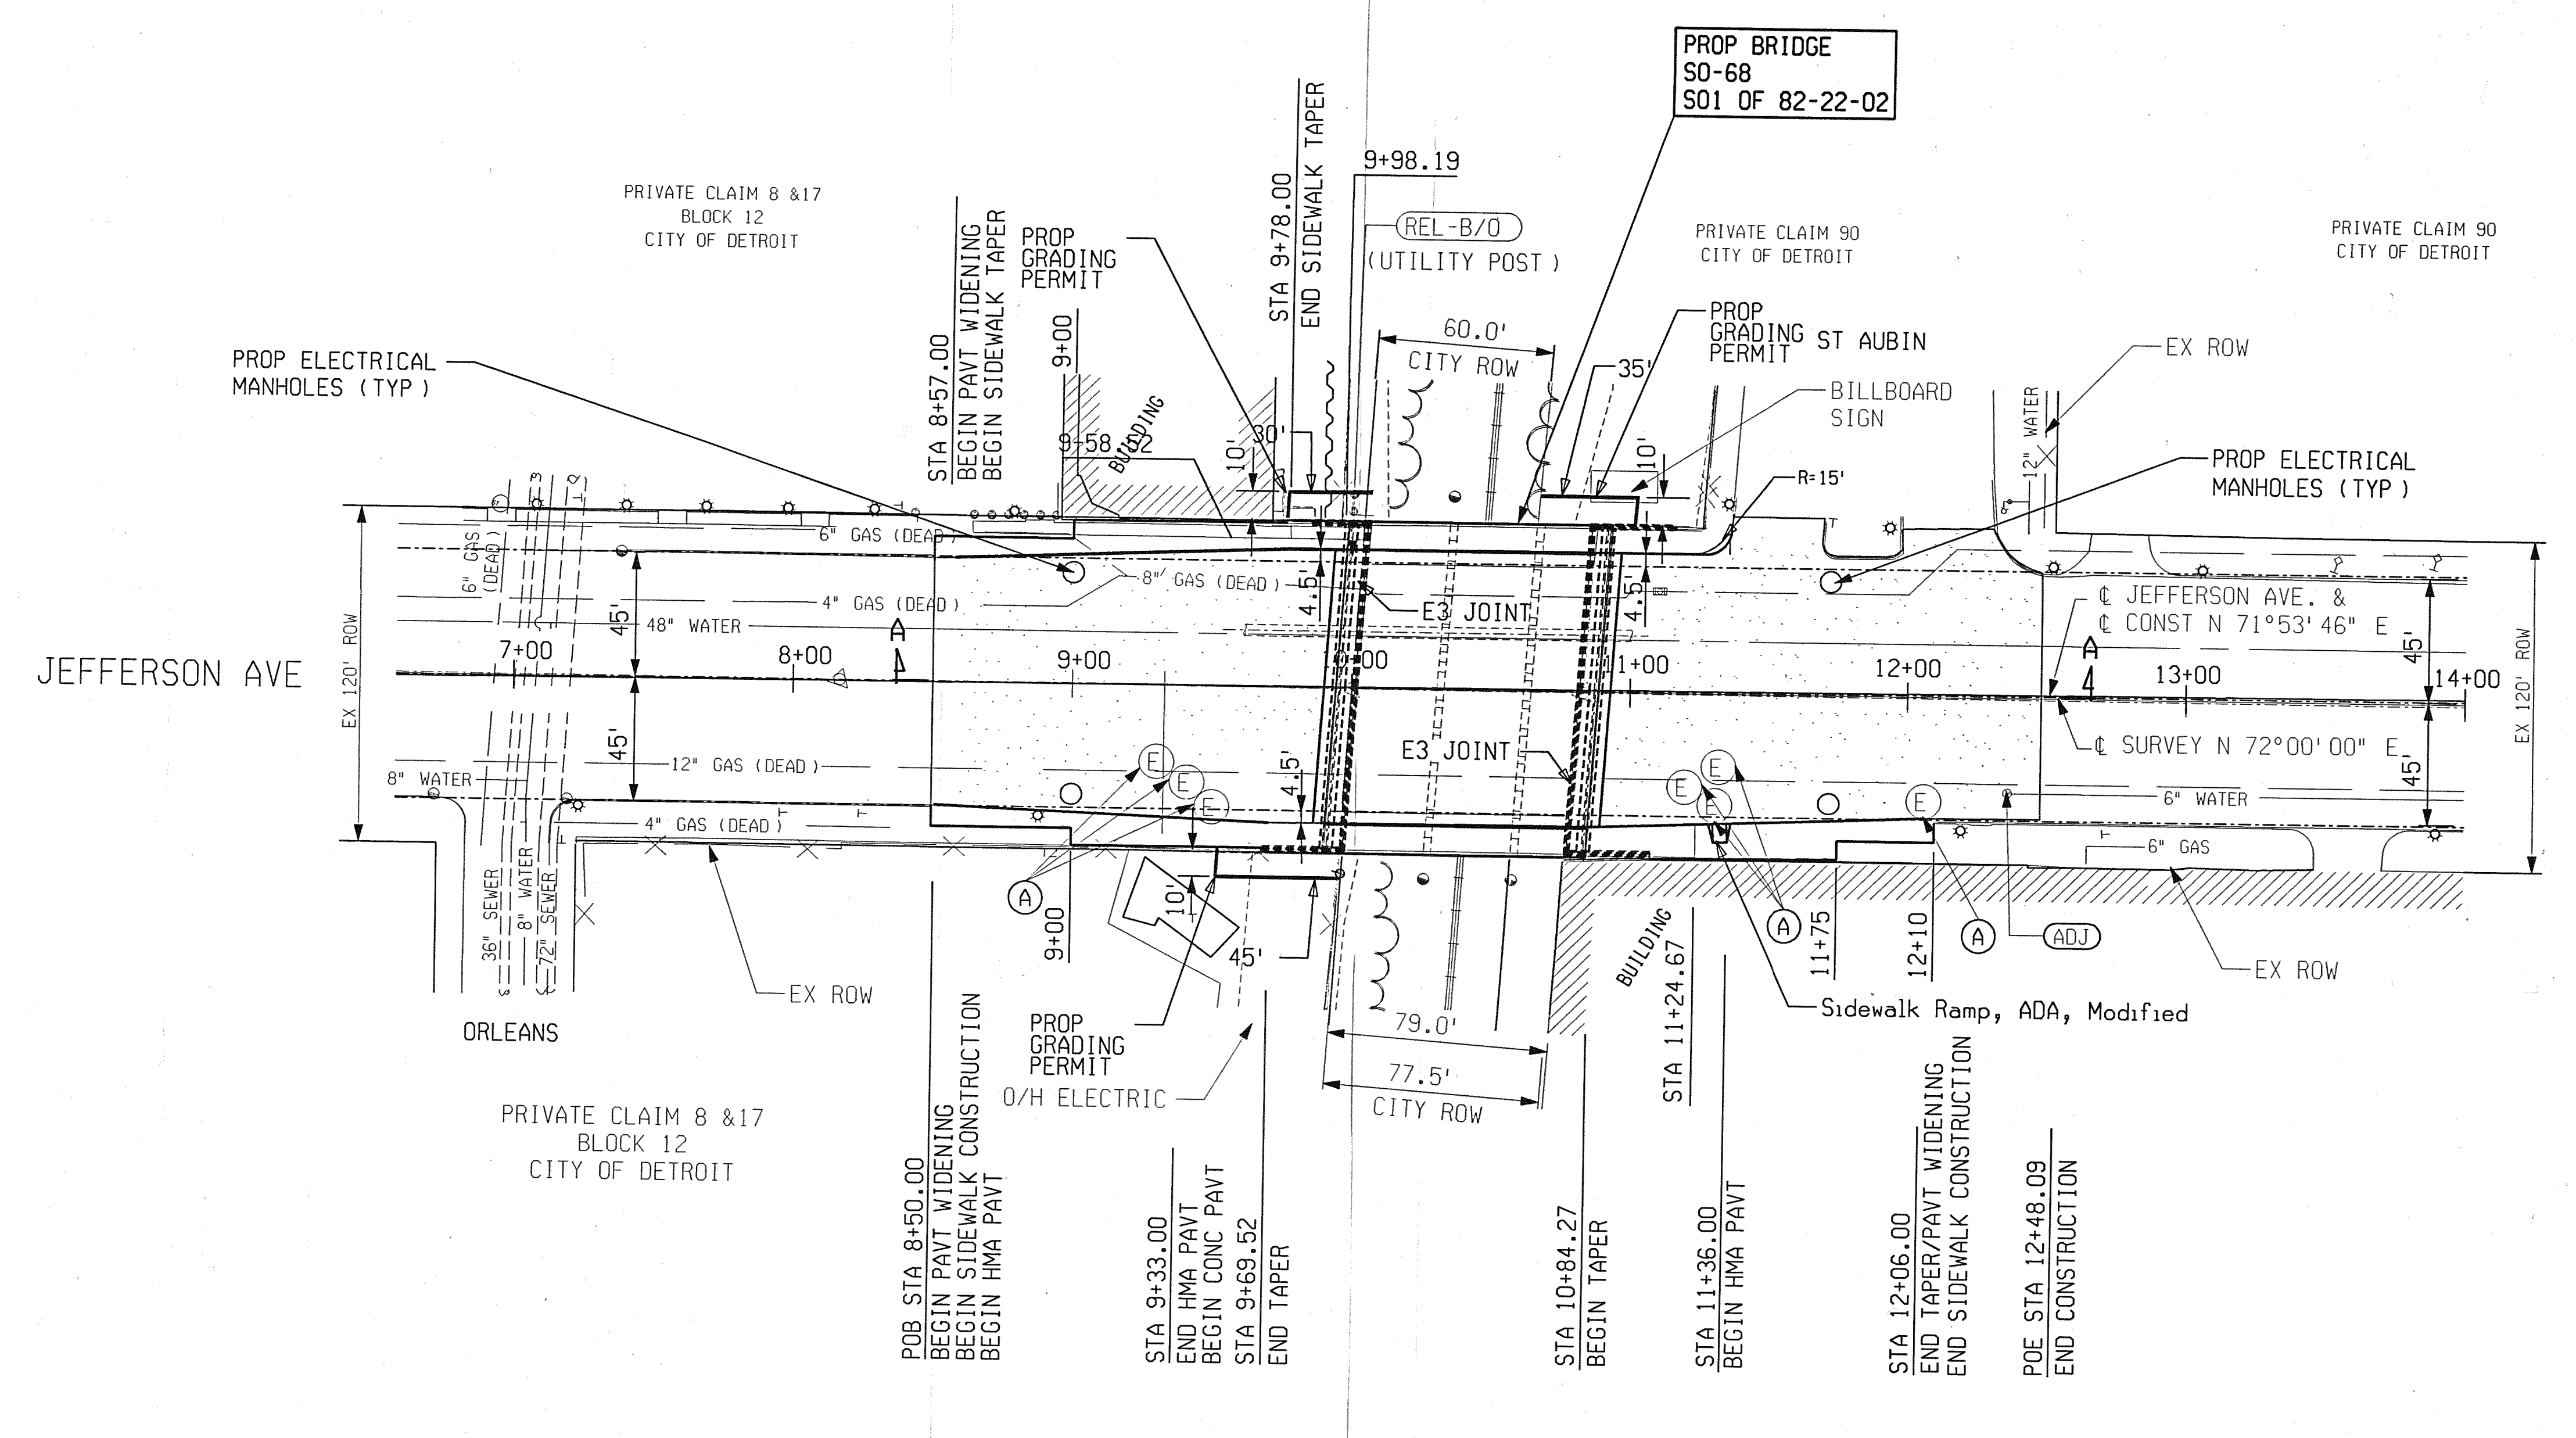 PROP BRIDGE
SO-68
SO1 OF 82-22-02
9+98.19
REL-B/O
(UTILITY POST)
STA 9+78.00
END SIDEWALK TAPER
PRIVATE CLAIM 8 &17
BLOCK 12
CITY OF DETROIT
STA 8+57.00
BEGIN PAVT WIDENING
BEGIN SIDEWALK TAPER
PROP
GRADING
PERMIT
PRIVATE CLAIM 90
CITY OF DETROIT
PRIVATE CLAIM 90
CITY OF DETROIT
PROP ELECTRICAL
MANHOLES (TYP)
9+00
60.0'
CITY ROW
PROP
GRADING
PERMIT
ST AUBIN
35'
BILLBOARD
SIGN
EX ROW
12" WATER
BUILDING
10'
30'
10'
R=15'
PROP ELECTRICAL
MANHOLES (TYP)
6" GAS (DEAD)
6" GAS
(DEAD)
8" GAS (DEAD)
4" GAS (DEAD)
48" WATER
4.5'
E3 JOINT
4.5'
℄ JEFFERSON AVE. &
℄ CONST N 71°53'46" E
JEFFERSON AVE
EX 120' ROW
45'
7+00
8+00
A
4
9+00
00
1+00
12+00
A
4
13+00
14+00
45'
EX 120' ROW
45'
12" GAS (DEAD)
8" WATER
4.5'
E3 JOINT
℄ SURVEY N 72°00'00" E
45'
E
E
E
E
E
E
E
6" WATER
4" GAS (DEAD)
6" GAS
36" SEWER
8" WATER
72" SEWER
A
9+00
10'
45'
BUILDING
STA 11+24.67
A
11+75
12+10
A
ADJ
EX ROW
EX ROW
Sidewalk Ramp, ADA, Modified
ORLEANS
PROP
GRADING
PERMIT
O/H ELECTRIC
79.0'
77.5'
CITY ROW
PRIVATE CLAIM 8 &17
BLOCK 12
CITY OF DETROIT
POB STA 8+50.00
BEGIN PAVT WIDENING
BEGIN SIDEWALK CONSTRUCTION
BEGIN HMA PAVT
STA 9+33.00
END HMA PAVT
BEGIN CONC PAVT
STA 9+69.52
END TAPER
STA 10+84.27
BEGIN TAPER
STA 11+36.00
BEGIN HMA PAVT
STA 12+06.00
END TAPER/PAVT WIDENING
END SIDEWALK CONSTRUCTION
POE STA 12+48.09
END CONSTRUCTION